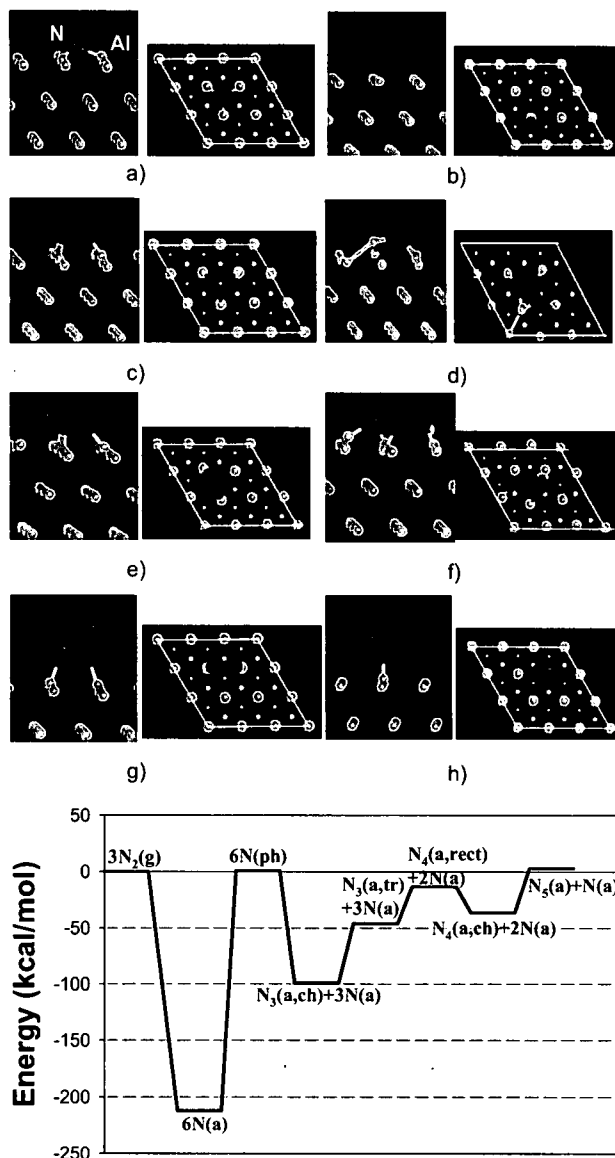 N Al
a) b)
c) d)
e) f)
g) h)
50
0
-50
-100
-150
-200
-250
Energy (kcal/mol)
3N₂(g)
6N(a)
6N(ph)
N₃(a,ch)+3N(a)
N₃(a,tr)
+3N(a)
N₄(a,rect)
+2N(a)
N₄(a,ch)+2N(a)
N₅(a)+N(a)